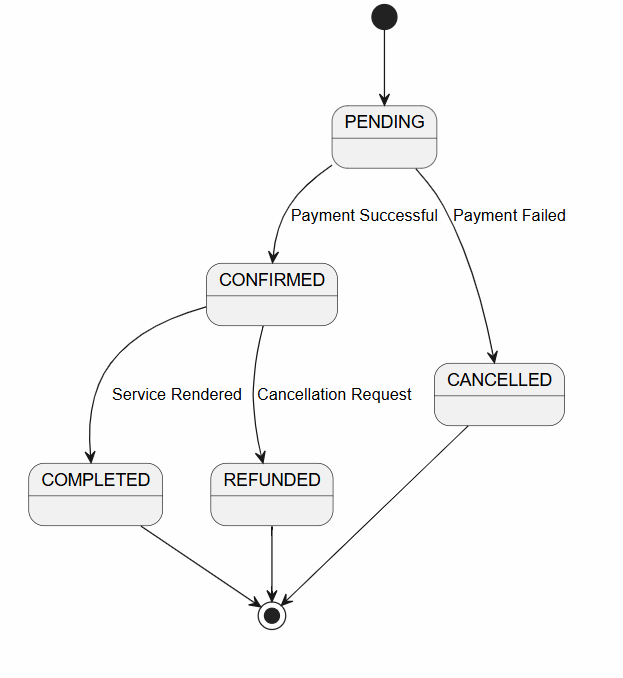 PENDING
Payment Successful
Payment Failed
CONFIRMED
CANCELLED
Service Rendered
Cancellation Request
COMPLETED
REFUNDED